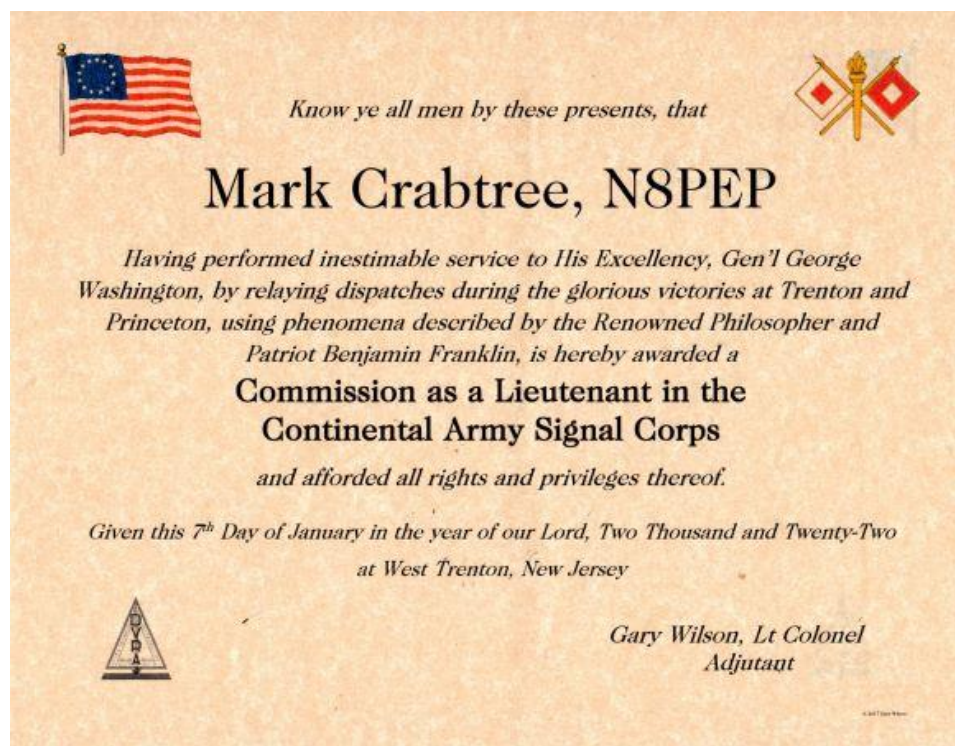 Know ye all men by these presents, that
Mark Crabtree, N8PEP
Having performed inestimable service to His Excellency, Gen'l George
Washington, by relaying dispatches during the glorious victories at Trenton and
Princeton, using phenomena described by the Renowned Philosopher and
Patriot Benjamin Franklin, is hereby awarded a
Commission as a Lieutenant in the
Continental Army Signal Corps
and afforded all rights and privileges thereof.
Given this 7th Day of January in the year of our Lord, Two Thousand and Twenty-Two
at West Trenton, New Jersey
DVRA
Gary Wilson, Lt Colonel
Adjutant